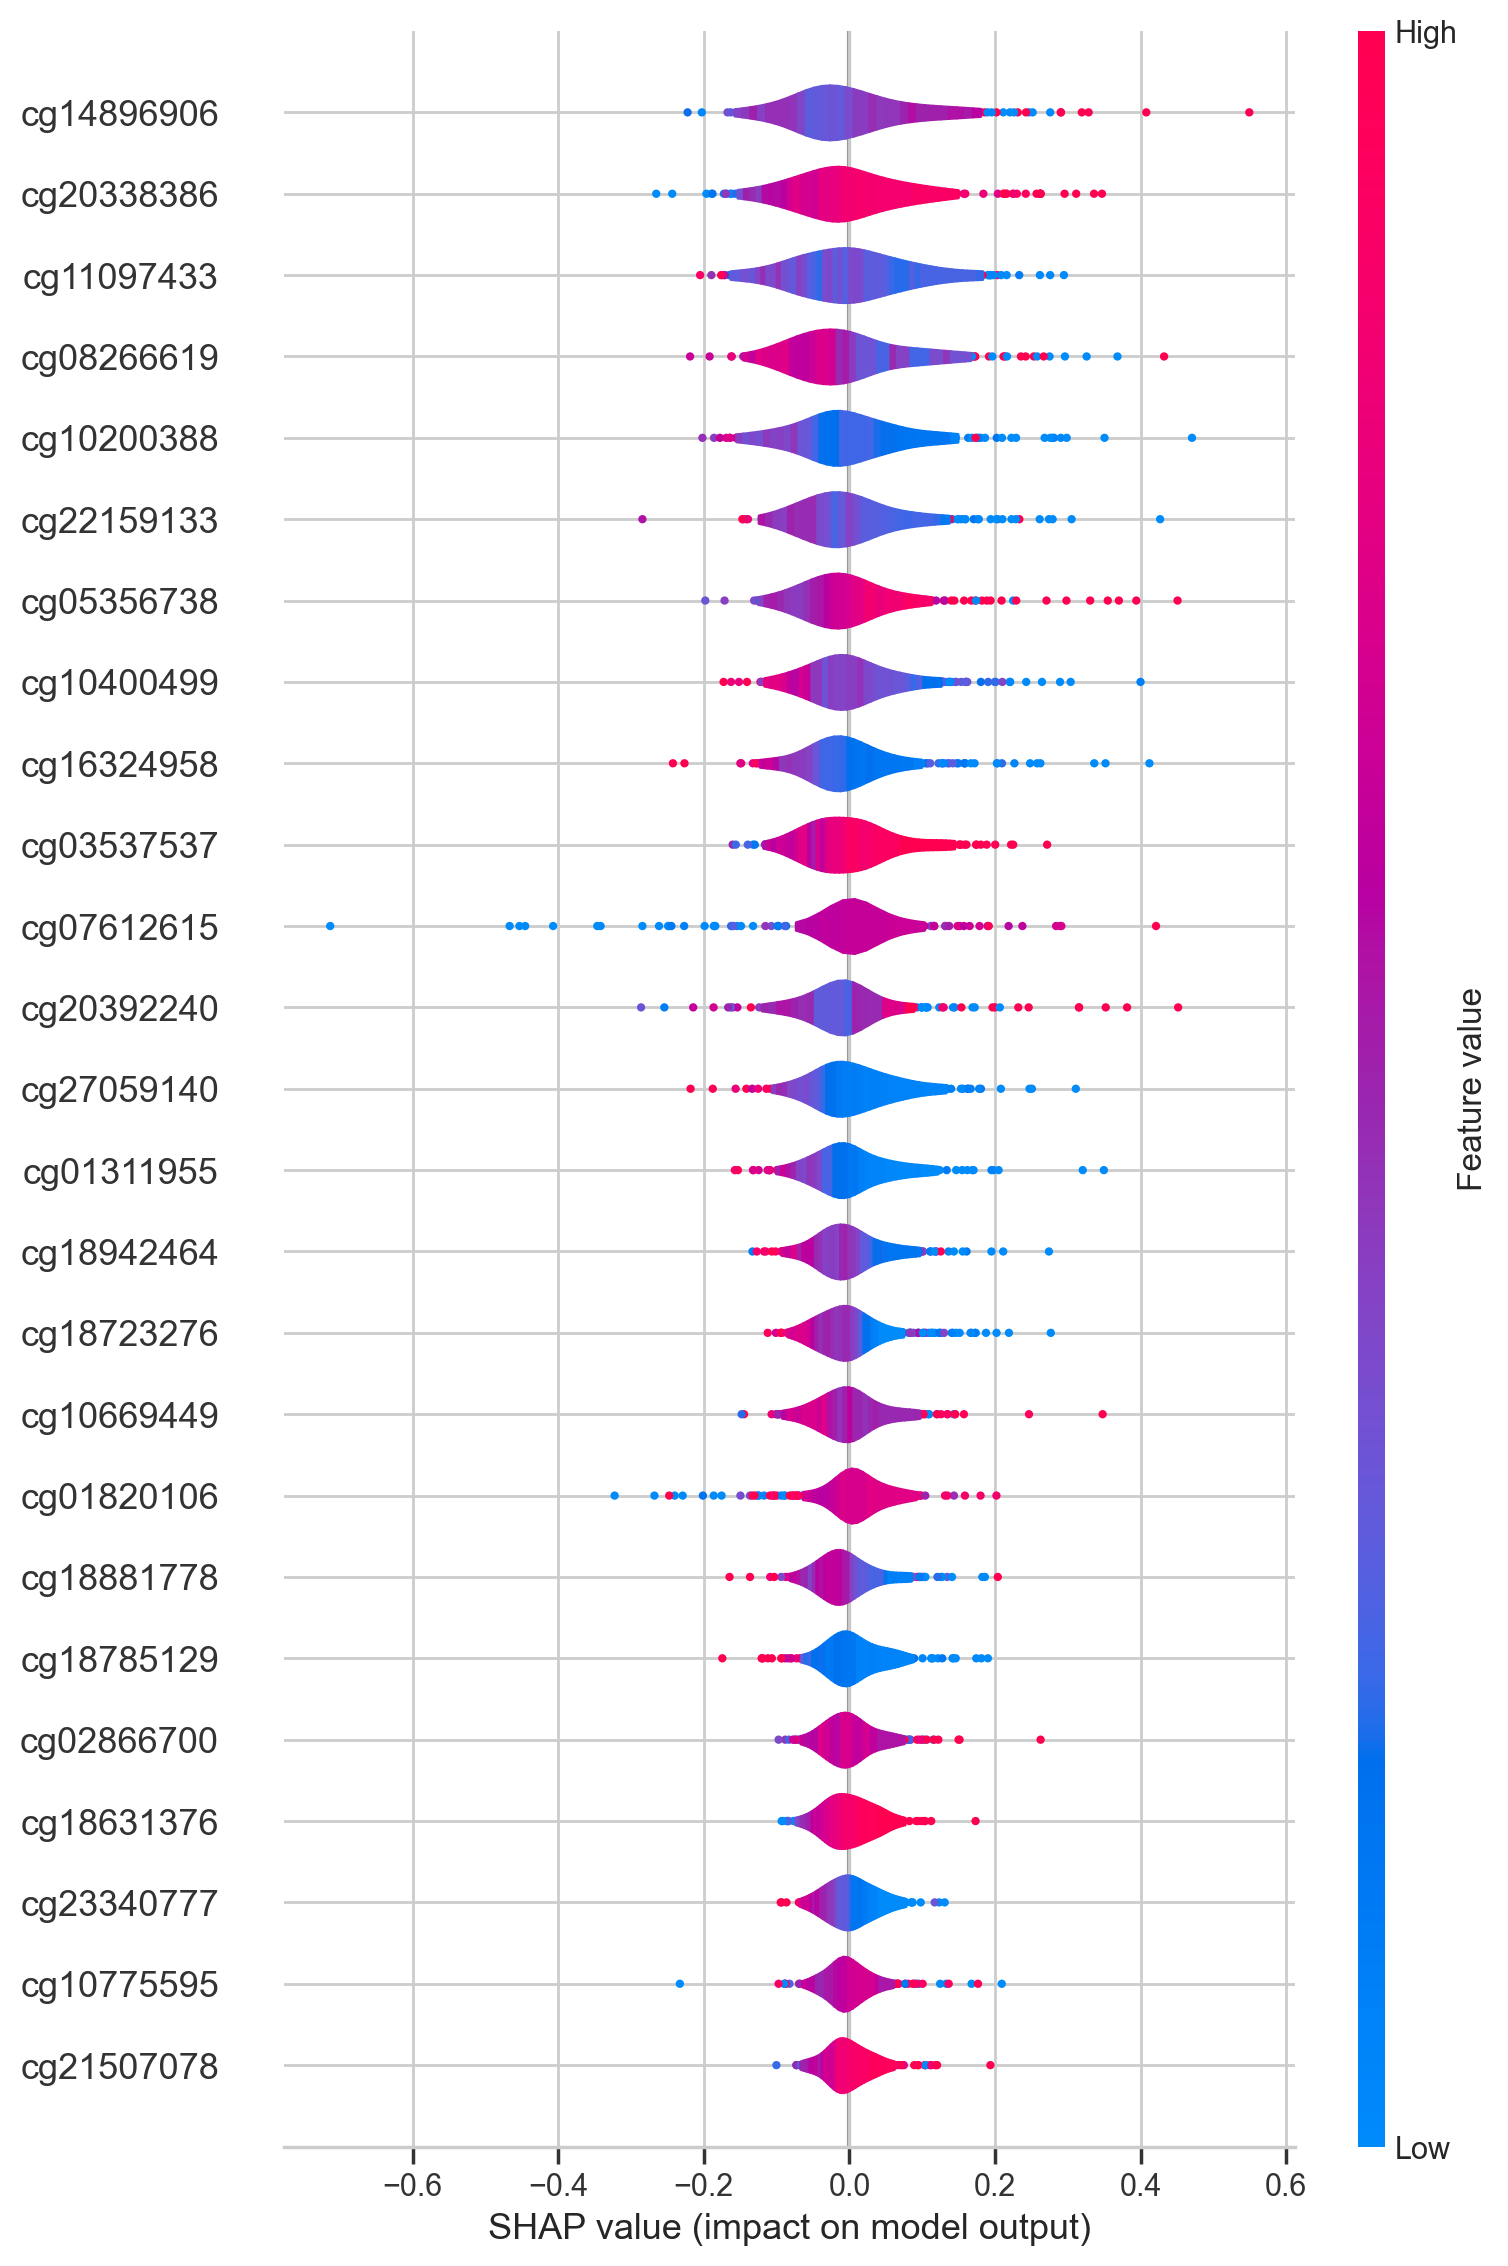 High
cg14896906
cg20338386
cg11097433
cg08266619
cg10200388
cg22159133
cg05356738
cg10400499
cg16324958
cg03537537
cg07612615
cg20392240
cg27059140
cg01311955
cg18942464
cg18723276
cg10669449
cg01820106
cg18881778
cg18785129
cg02866700
cg18631376
cg23340777
cg10775595
cg21507078
Feature value
Low
−0.6 −0.4 −0.2 0.0 0.2 0.4 0.6
SHAP value (impact on model output)